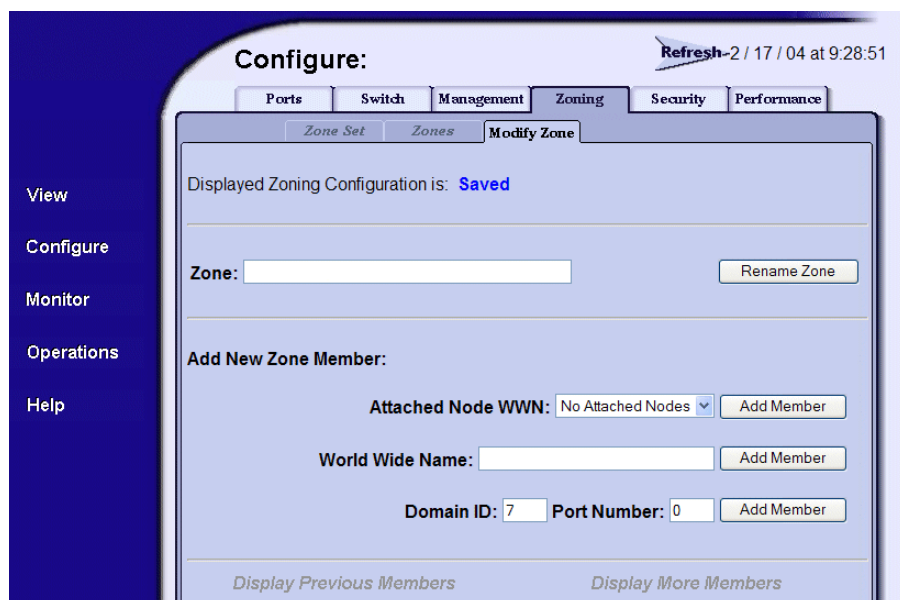 Configure:
Refresh-2 / 17 / 04 at 9:28:51
Ports Switch Management Zoning Security Performance
Zone Set Zones Modify Zone
Displayed Zoning Configuration is: Saved
View
Configure
Monitor
Operations
Help
Zone: Rename Zone
Add New Zone Member:
Attached Node WWN: No Attached Nodes Add Member
World Wide Name: Add Member
Domain ID: 7 Port Number: 0 Add Member
Display Previous Members Display More Members